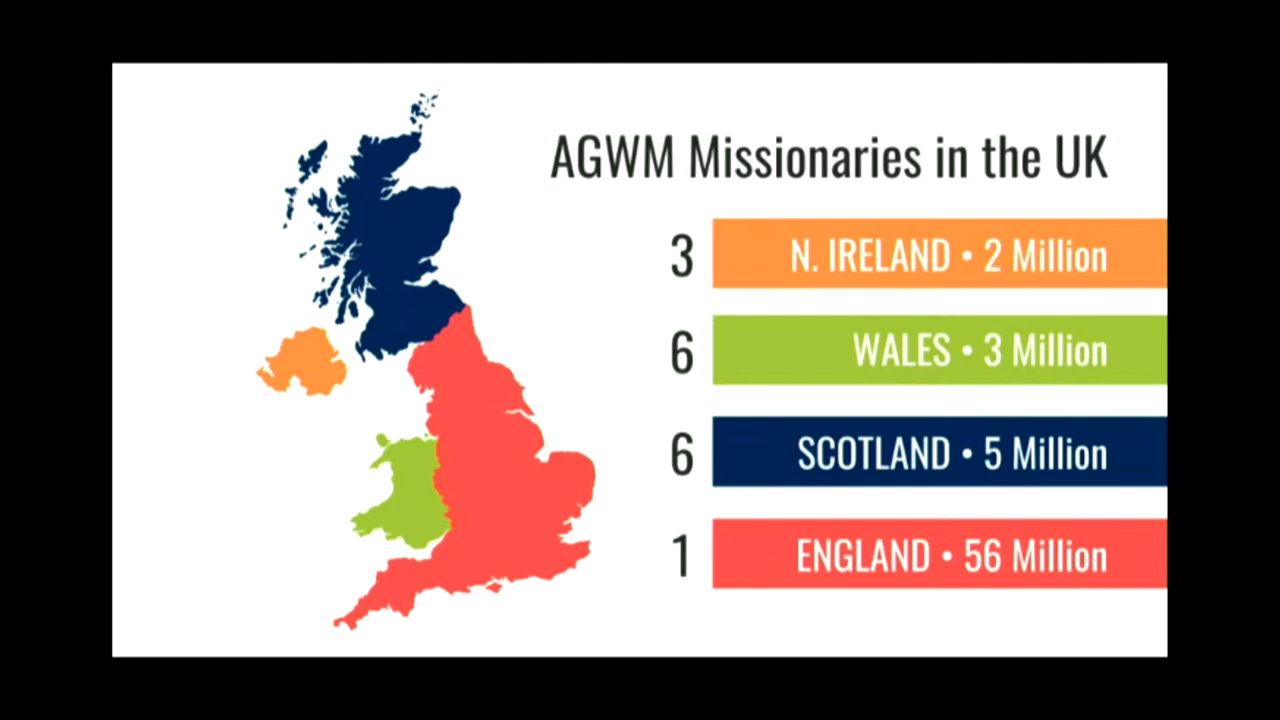 AGWM Missionaries in the UK
3 N. IRELAND • 2 Million
6 WALES • 3 Million
6 SCOTLAND • 5 Million
1 ENGLAND • 56 Million